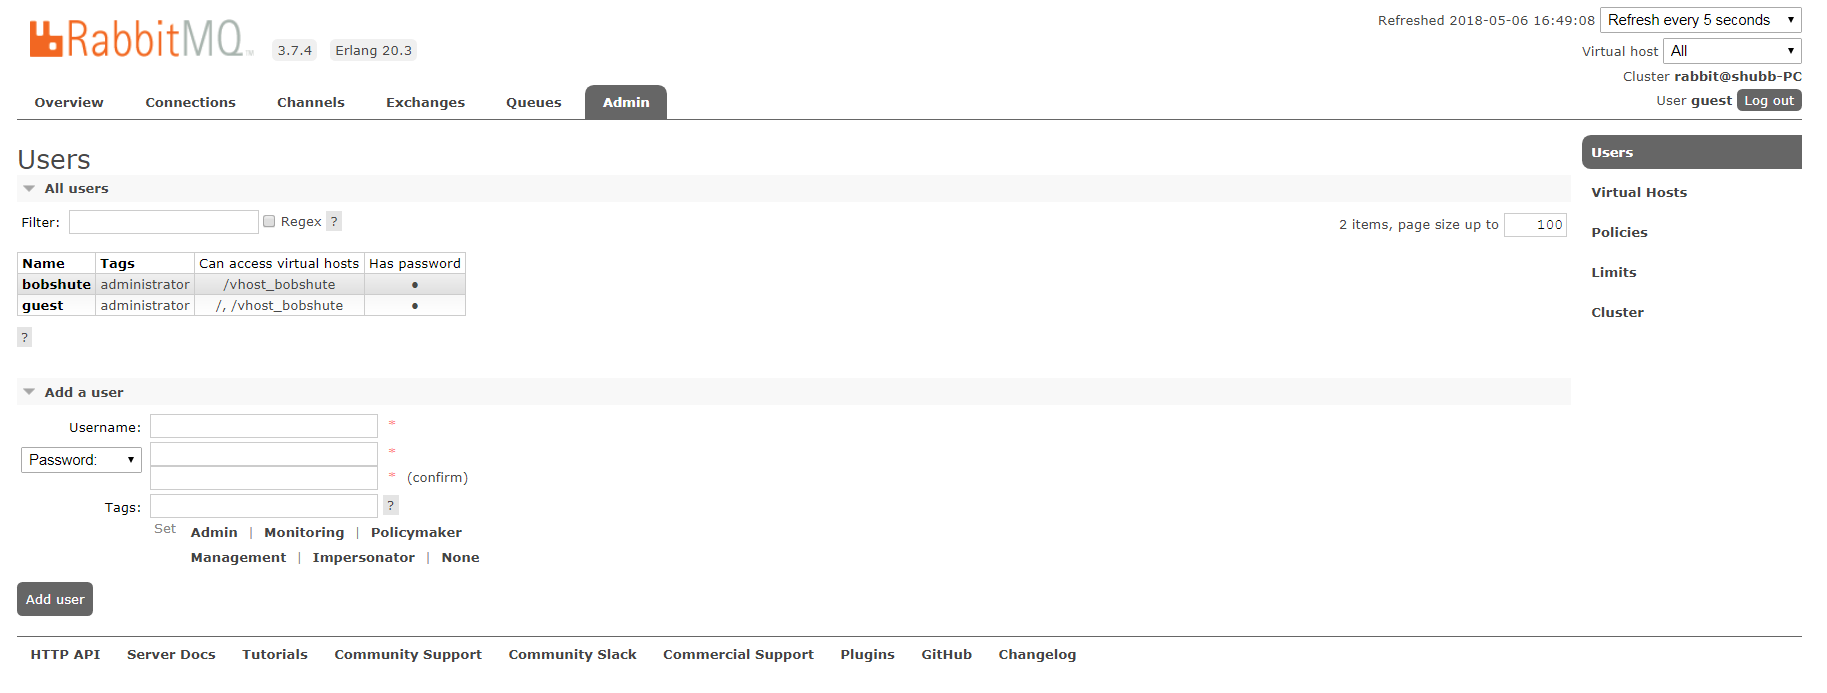 RabbitMQ TM 3.7.4 Erlang 20.3
Refreshed 2018-05-06 16:49:08 Refresh every 5 seconds
Virtual host All
Cluster rabbit@shubb-PC
User guest Log out
Overview Connections Channels Exchanges Queues Admin
Users
All users
Filter: Regex ? 2 items, page size up to 100
Name Tags Can access virtual hosts Has password
bobshute administrator /vhost_bobshute ●
guest administrator /, /vhost_bobshute ●
?
Add a user
Username: *
Password: *
* (confirm)
Tags: ?
Set Admin | Monitoring | Policymaker
Management | Impersonator | None
Add user
Users
Virtual Hosts
Policies
Limits
Cluster
HTTP API Server Docs Tutorials Community Support Community Slack Commercial Support Plugins GitHub Changelog